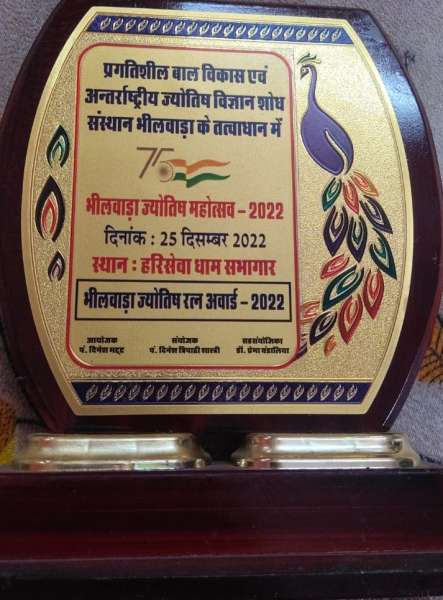 प्रगतिशील बाल विकास एवं
अन्तर्राष्ट्रीय ज्योतिष विज्ञान शोध
संस्थान भीलवाड़ा के तत्वाधान में
75
भीलवाड़ा ज्योतिष महोत्सव - 2022
दिनांक : 25 दिसम्बर 2022
स्थान : हरिसेवा धाम सभागार
भीलवाड़ा ज्योतिष रत्न अवार्ड - 2022
आयोजक संयोजक सहसंयोजिका
पं. दिनेश भट्ट पं. दिनेश त्रिपाठी शास्त्री डॉ. प्रेमा चंडालिया